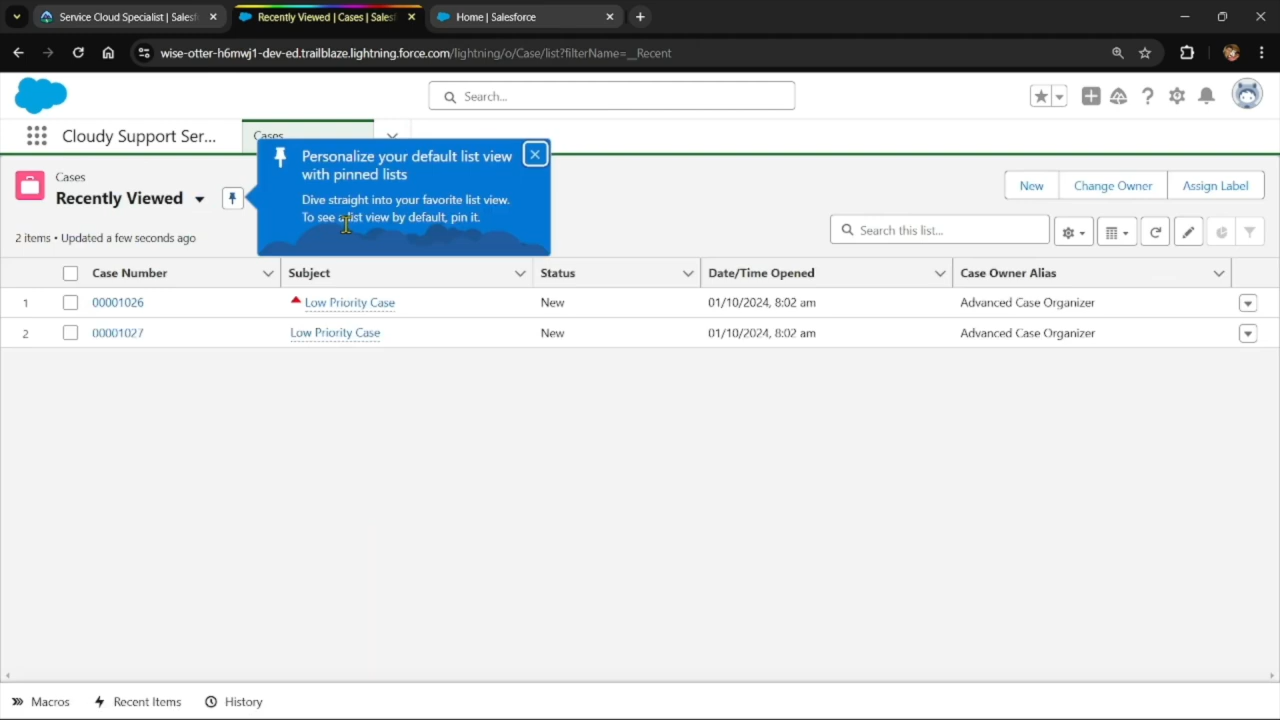 Service Cloud Specialist | Salesf
Recently Viewed | Cases | Sales
Home | Salesforce
wise-otter-h6mwj1-dev-ed.trailblaze.lightning.force.com/lightning/o/Case/list?filterName=__Recent
Search...
Cloudy Support Ser...
Cases
Personalize your default list view
with pinned lists
Dive straight into your favorite list view.
To see a list view by default, pin it.
Cases
Recently Viewed
New
Change Owner
Assign Label
2 items • Updated a few seconds ago
Search this list...
Case Number
Subject
Status
Date/Time Opened
Case Owner Alias
1
00001026
Low Priority Case
New
01/10/2024, 8:02 am
Advanced Case Organizer
2
00001027
Low Priority Case
New
01/10/2024, 8:02 am
Advanced Case Organizer
Macros
Recent Items
History